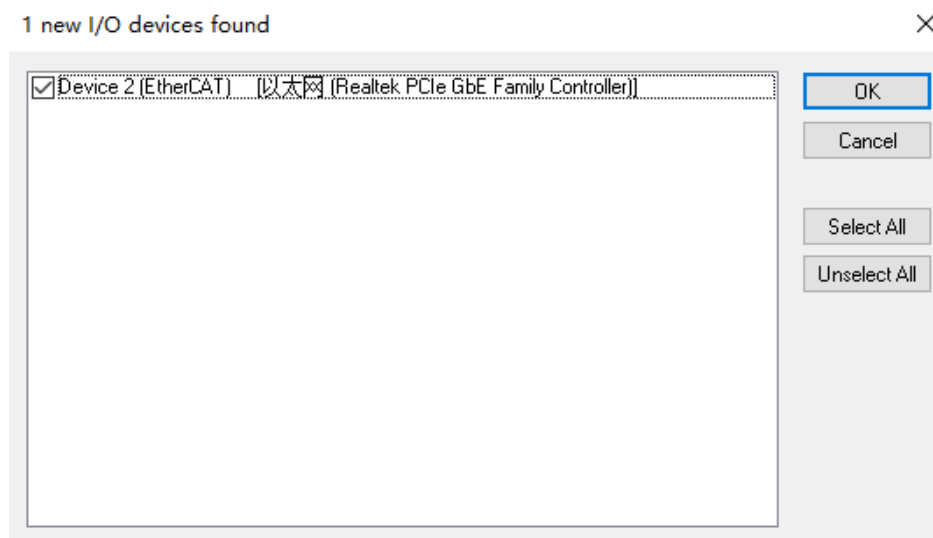 1 new I/O devices found
Device 2 (EtherCAT) [以太网 (Realtek PCIe GbE Family Controller)]
OK
Cancel
Select All
Unselect All